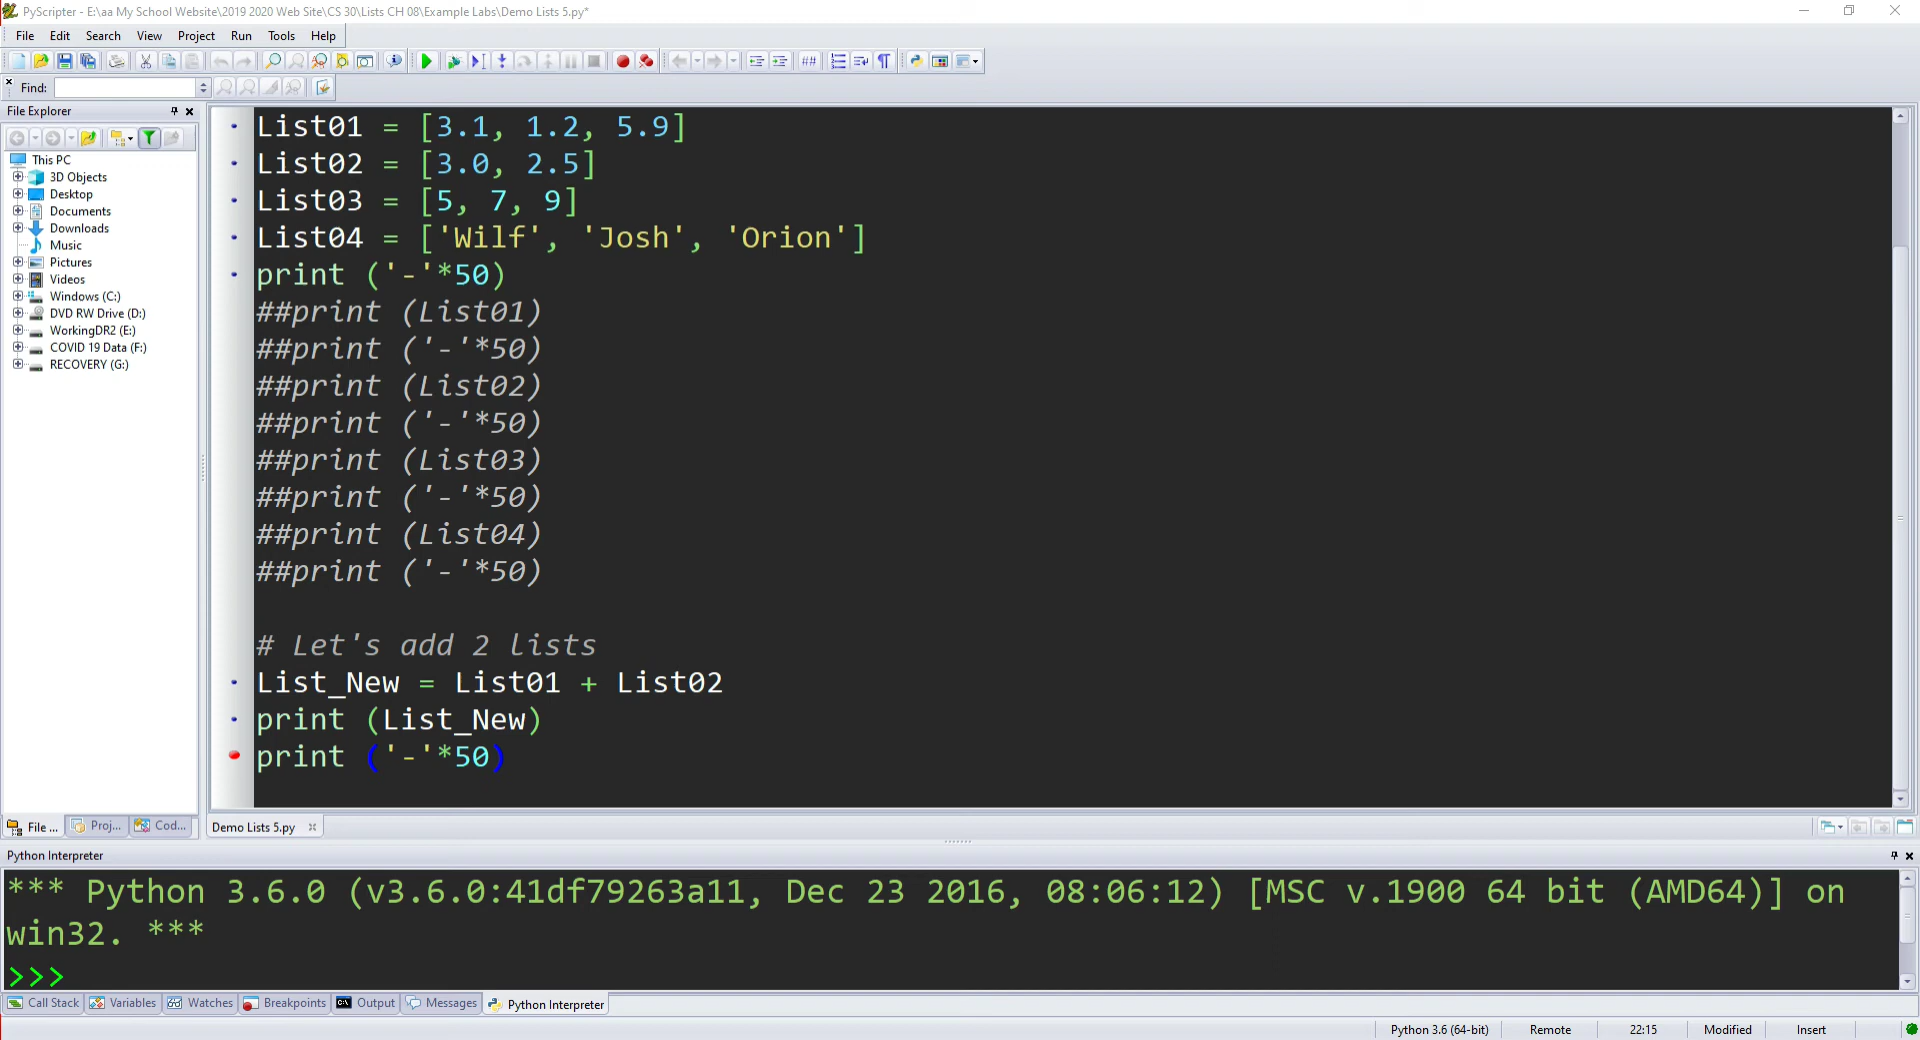 PyScripter - E:\aa My School Website\2019 2020 Web Site\CS 30\Lists CH 08\Example Labs\Demo Lists 5.py*
File Edit Search View Project Run Tools Help
##
Find:
File Explorer
This PC
3D Objects
Desktop
Documents
Downloads
Music
Pictures
Videos
Windows (C:)
DVD RW Drive (D:)
WorkingDR2 (E:)
COVID 19 Data (F:)
RECOVERY (G:)
File ... Proj... Cod...
List01 = [3.1, 1.2, 5.9]
List02 = [3.0, 2.5]
List03 = [5, 7, 9]
List04 = ['Wilf', 'Josh', 'Orion']
print ('-'*50)
##print (List01)
##print ('-'*50)
##print (List02)
##print ('-'*50)
##print (List03)
##print ('-'*50)
##print (List04)
##print ('-'*50)
# Let's add 2 lists
List_New = List01 + List02
print (List_New)
print ('-'*50)
Demo Lists 5.py
Python Interpreter
*** Python 3.6.0 (v3.6.0:41df79263a11, Dec 23 2016, 08:06:12) [MSC v.1900 64 bit (AMD64)] on
win32. ***
>>>
Call Stack Variables Watches Breakpoints Output Messages Python Interpreter
Python 3.6 (64-bit) Remote 22:15 Modified Insert